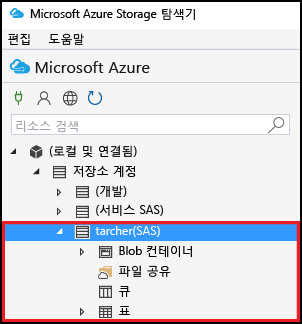 Microsoft Azure Storage 탐색기
편집 도움말
Microsoft Azure
리소스 검색
(로컬 및 연결됨)
저장소 계정
(개발)
(서비스 SAS)
tarcher(SAS)
Blob 컨테이너
파일 공유
큐
표